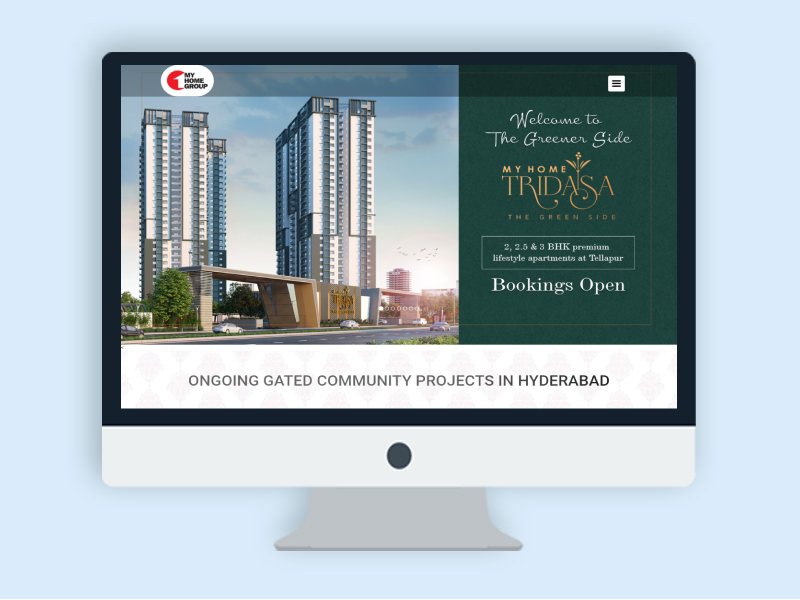 MY
HOME
GROUP
Welcome to
The Greener Side
MY HOME
TRIDASA
THE GREEN SIDE
2, 2.5 & 3 BHK premium
lifestyle apartments at Tellapur
Bookings Open
ONGOING GATED COMMUNITY PROJECTS IN HYDERABAD